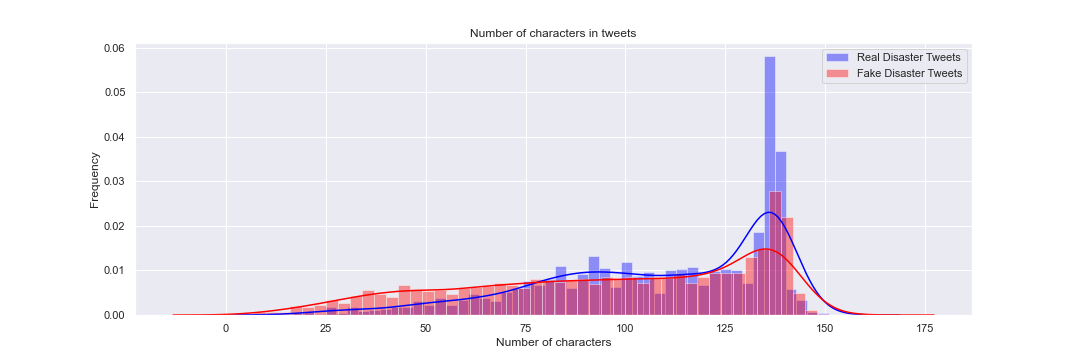 Number of characters in tweets
Real Disaster Tweets
Fake Disaster Tweets
0.06
0.05
0.04
0.03
0.02
0.01
0.00
Frequency
0 25 50 75 100 125 150 175
Number of characters